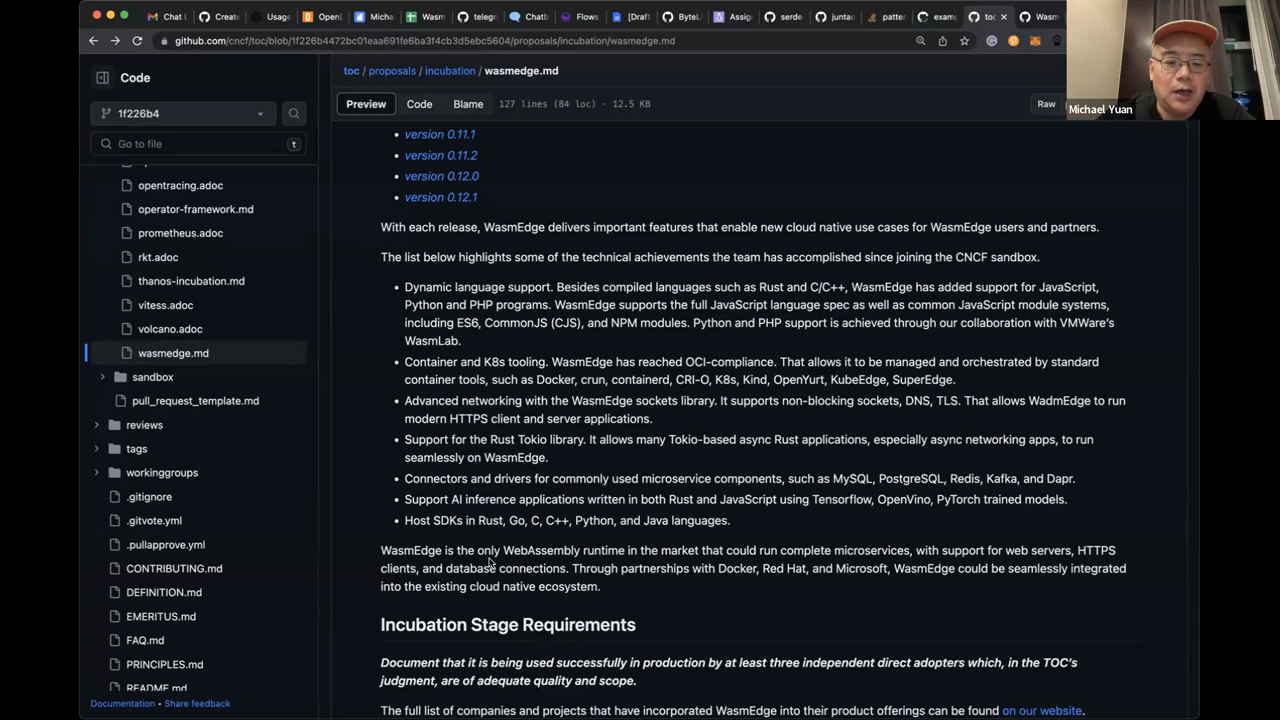 Chat
Create
Usage
OpenD
Micha
Wasm
telegr
Chatb
Flows.
[Draft
ByteL
Assig
serde
juntao
patter
examp
toc
Wasm
github.com/cncf/toc/blob/1f226b4472bc01eaa691fe6ba3f4cb3d5ebc5604/proposals/incubation/wasmedge.md
Michael Yuan
Code
1f226b4
Go to file
t
opentracing.adoc
operator-framework.md
prometheus.adoc
rkt.adoc
thanos-incubation.md
vitess.adoc
volcano.adoc
wasmedge.md
sandbox
pull_request_template.md
reviews
tags
workinggroups
.gitignore
.gitvote.yml
.pullapprove.yml
CONTRIBUTING.md
DEFINITION.md
EMERITUS.md
FAQ.md
PRINCIPLES.md
README.md
Documentation • Share feedback
toc / proposals / incubation / wasmedge.md
Preview Code Blame 127 lines (84 loc) · 12.5 KB Raw
• version 0.11.1
• version 0.11.2
• version 0.12.0
• version 0.12.1
With each release, WasmEdge delivers important features that enable new cloud native use cases for WasmEdge users and partners.
The list below highlights some of the technical achievements the team has accomplished since joining the CNCF sandbox.
• Dynamic language support. Besides compiled languages such as Rust and C/C++, WasmEdge has added support for JavaScript,
Python and PHP programs. WasmEdge supports the full JavaScript language spec as well as common JavaScript module systems,
including ES6, CommonJS (CJS), and NPM modules. Python and PHP support is achieved through our collaboration with VMWare's
WasmLab.
• Container and K8s tooling. WasmEdge has reached OCI-compliance. That allows it to be managed and orchestrated by standard
container tools, such as Docker, crun, containerd, CRI-O, K8s, Kind, OpenYurt, KubeEdge, SuperEdge.
• Advanced networking with the WasmEdge sockets library. It supports non-blocking sockets, DNS, TLS. That allows WadmEdge to run
modern HTTPS client and server applications.
• Support for the Rust Tokio library. It allows many Tokio-based async Rust applications, especially async networking apps, to run
seamlessly on WasmEdge.
• Connectors and drivers for commonly used microservice components, such as MySQL, PostgreSQL, Redis, Kafka, and Dapr.
• Support AI inference applications written in both Rust and JavaScript using Tensorflow, OpenVino, PyTorch trained models.
• Host SDKs in Rust, Go, C, C++, Python, and Java languages.
WasmEdge is the only WebAssembly runtime in the market that could run complete microservices, with support for web servers, HTTPS
clients, and database connections. Through partnerships with Docker, Red Hat, and Microsoft, WasmEdge could be seamlessly integrated
into the existing cloud native ecosystem.
Incubation Stage Requirements
Document that it is being used successfully in production by at least three independent direct adopters which, in the TOC's
judgment, are of adequate quality and scope.
The full list of companies and projects that have incorporated WasmEdge into their product offerings can be found on our website.